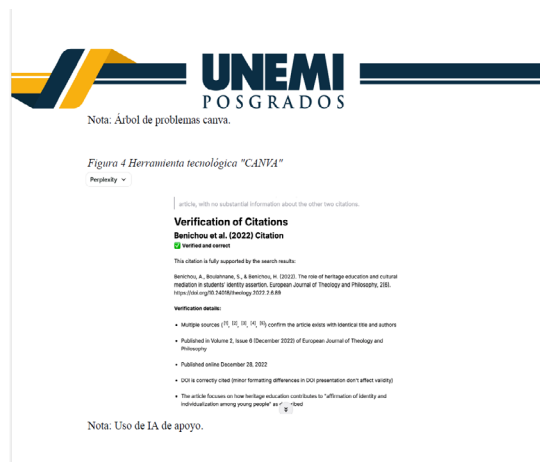 UNEMI
POSGRADOS
Nota: Árbol de problemas canva.
Figura 4 Herramienta tecnológica "CANVA"
Perplexity
article, with no substantial information about the other two citations.
Verification of Citations
Benichou et al. (2022) Citation
✅ Verified and correct
This citation is fully supported by the search results:
Benichou, A., Boulahnane, S., & Benichou, H. (2022). The role of heritage education and cultural
mediation in students' identity assertion. European Journal of Theology and Philosophy, 2(6).
https://doi.org/10.24018/theology.2022.2.6.89
Verification details:
• Multiple sources ([1], [2], [3], [4], [5]) confirm the article exists with identical title and authors
• Published in Volume 2, Issue 6 (December 2022) of European Journal of Theology and
Philosophy
• Published online December 28, 2022
• DOI is correctly cited (minor formatting differences in DOI presentation don't affect validity)
• The article focuses on how heritage education contributes to "affirmation of identity and
individualization among young people" as
Nota: Uso de IA de apoyo.